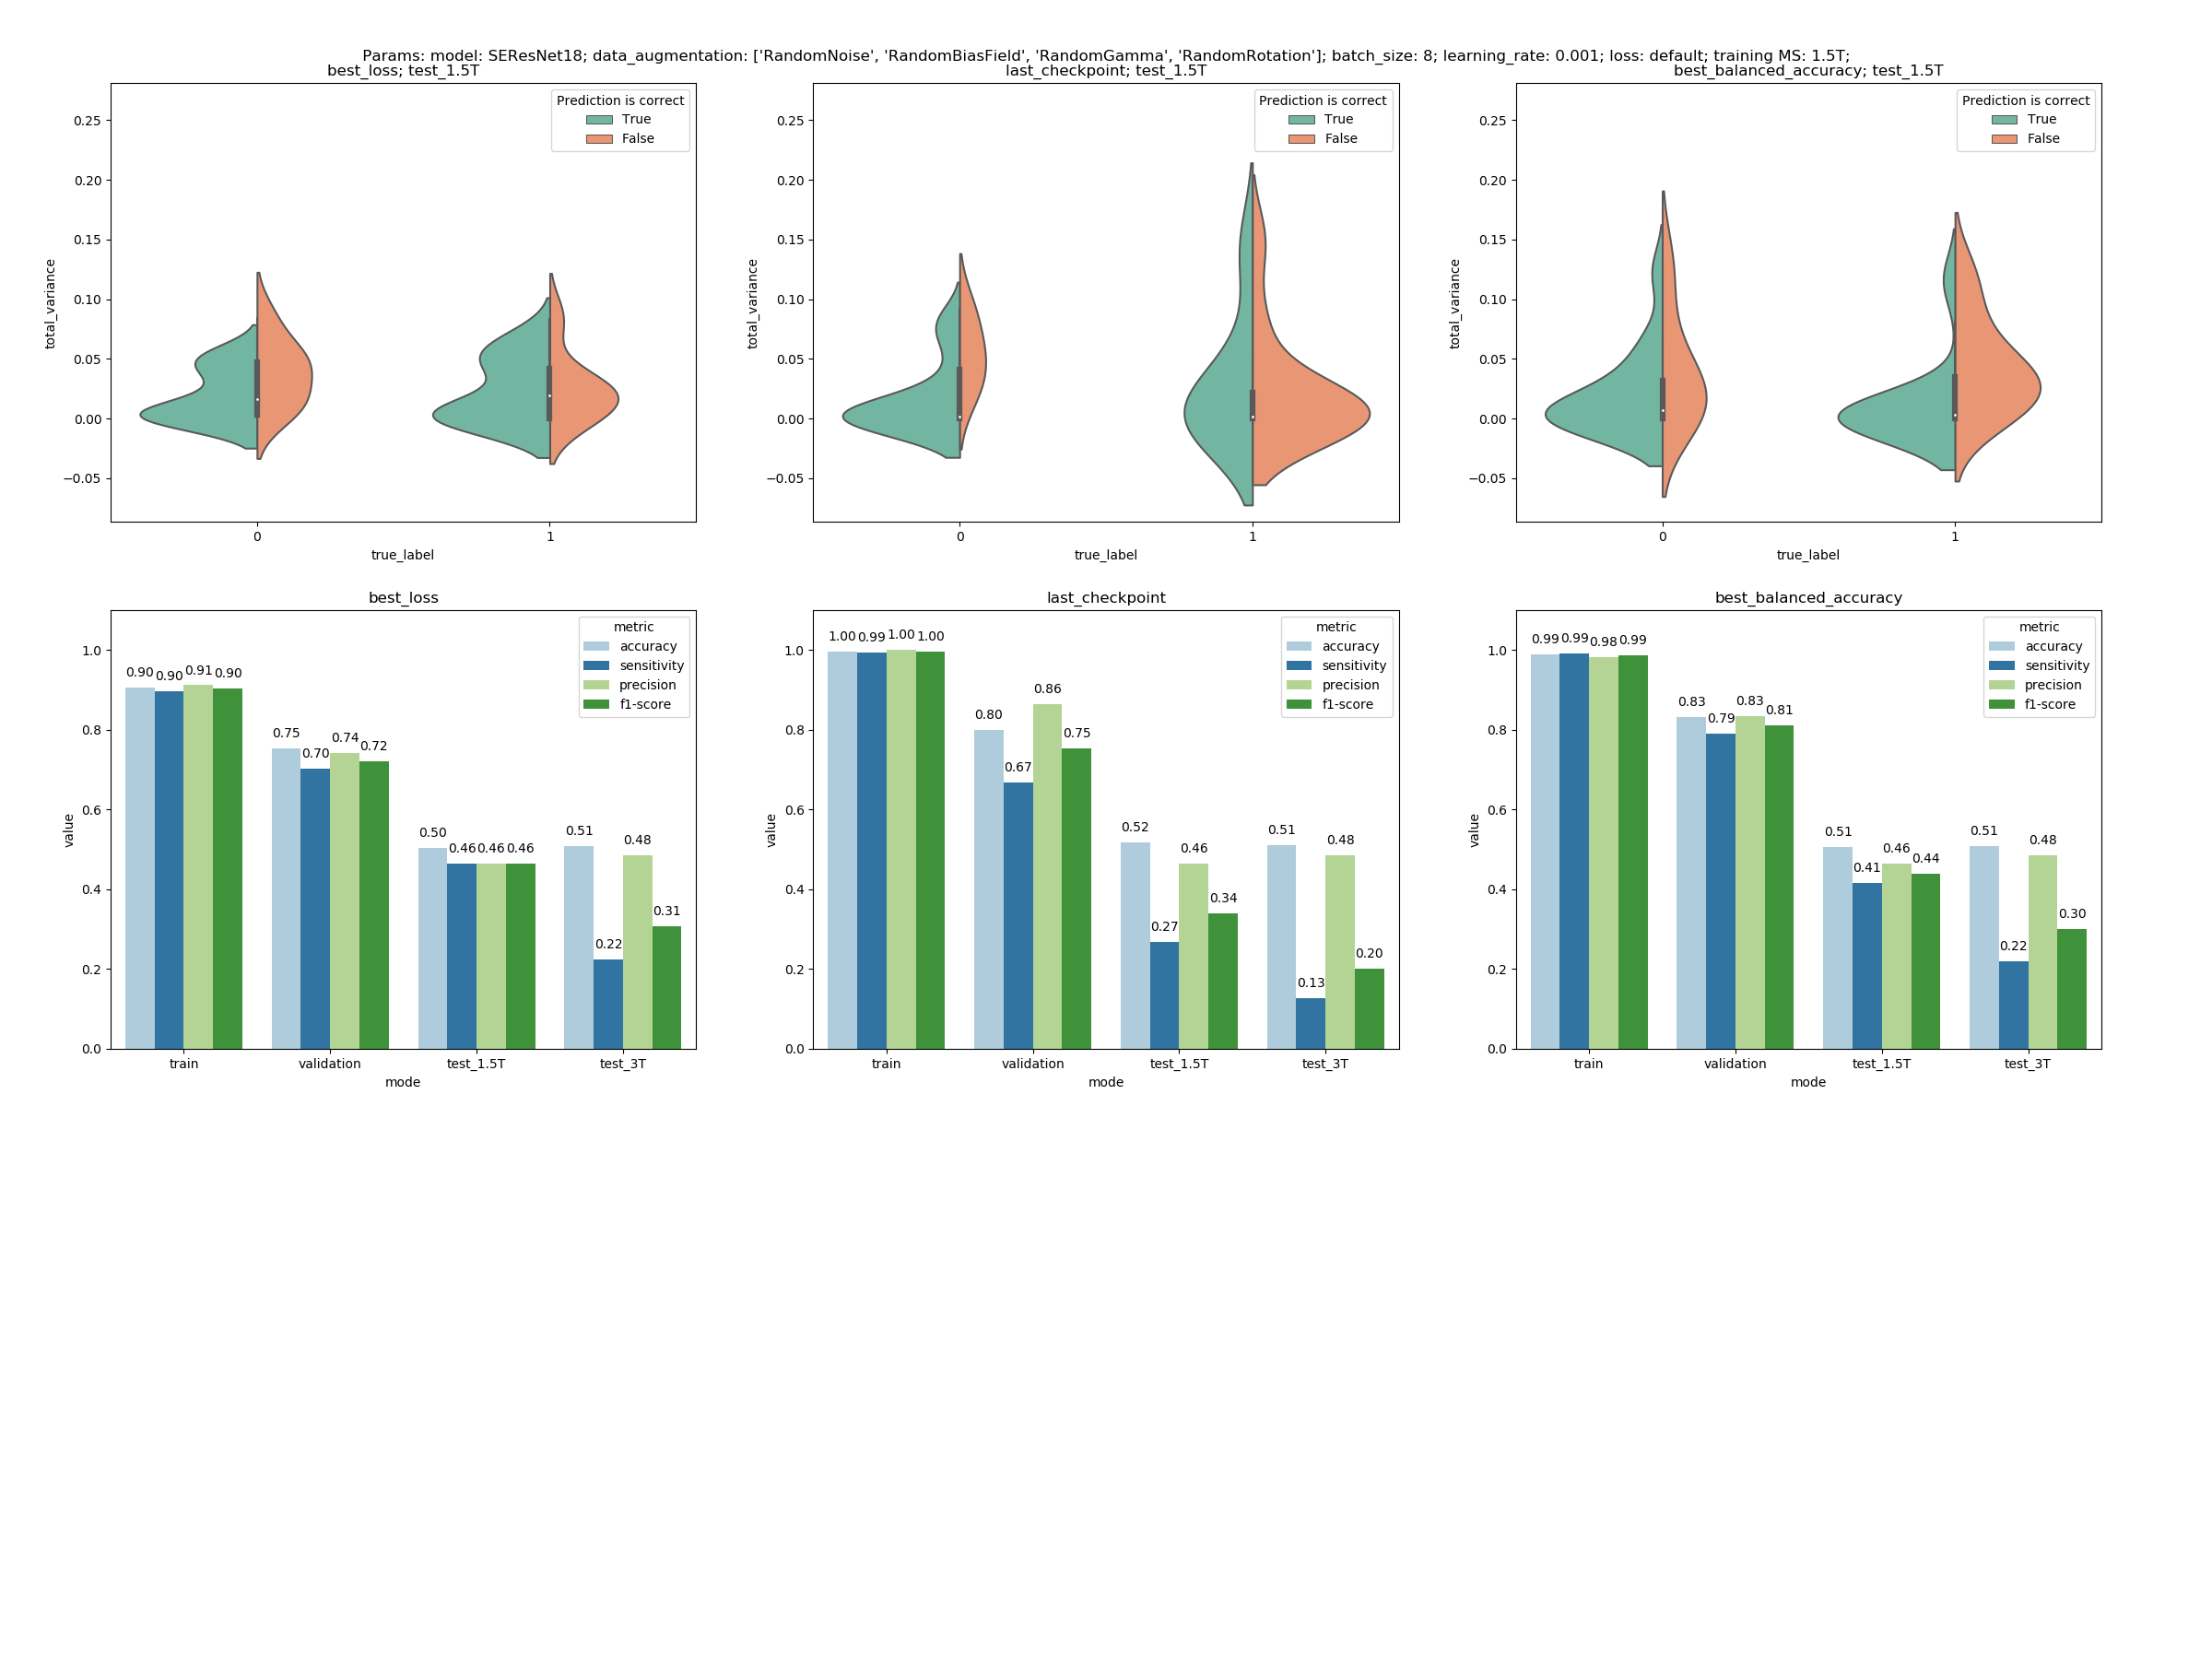 Params: model: SEResNet18; data_augmentation: ['RandomNoise', 'RandomBiasField', 'RandomGamma', 'RandomRotation']; batch_size: 8; learning_rate: 0.001; loss: default; training MS: 1.5T;
best_loss; test_1.5T
total_variance
0.25
0.20
0.15
0.10
0.05
0.00
−0.05
Prediction is correct
True
False
0 1
true_label
last_checkpoint; test_1.5T
total_variance
0.25
0.20
0.15
0.10
0.05
0.00
−0.05
Prediction is correct
True
False
0 1
true_label
best_balanced_accuracy; test_1.5T
total_variance
0.25
0.20
0.15
0.10
0.05
0.00
−0.05
Prediction is correct
True
False
0 1
true_label
best_loss
value
1.0
0.8
0.6
0.4
0.2
0.0
metric
accuracy
sensitivity
precision
f1-score
0.90 0.90 0.91 0.90
0.75 0.70 0.74 0.72
0.50 0.46 0.46 0.46
0.51 0.22 0.48 0.31
train validation test_1.5T test_3T
mode
last_checkpoint
value
1.0
0.8
0.6
0.4
0.2
0.0
metric
accuracy
sensitivity
precision
f1-score
1.00 0.99 1.00 1.00
0.80 0.67 0.86 0.75
0.52 0.27 0.46 0.34
0.51 0.13 0.48 0.20
train validation test_1.5T test_3T
mode
best_balanced_accuracy
value
1.0
0.8
0.6
0.4
0.2
0.0
metric
accuracy
sensitivity
precision
f1-score
0.99 0.99 0.98 0.99
0.83 0.79 0.83 0.81
0.51 0.41 0.46 0.44
0.51 0.22 0.48 0.30
train validation test_1.5T test_3T
mode